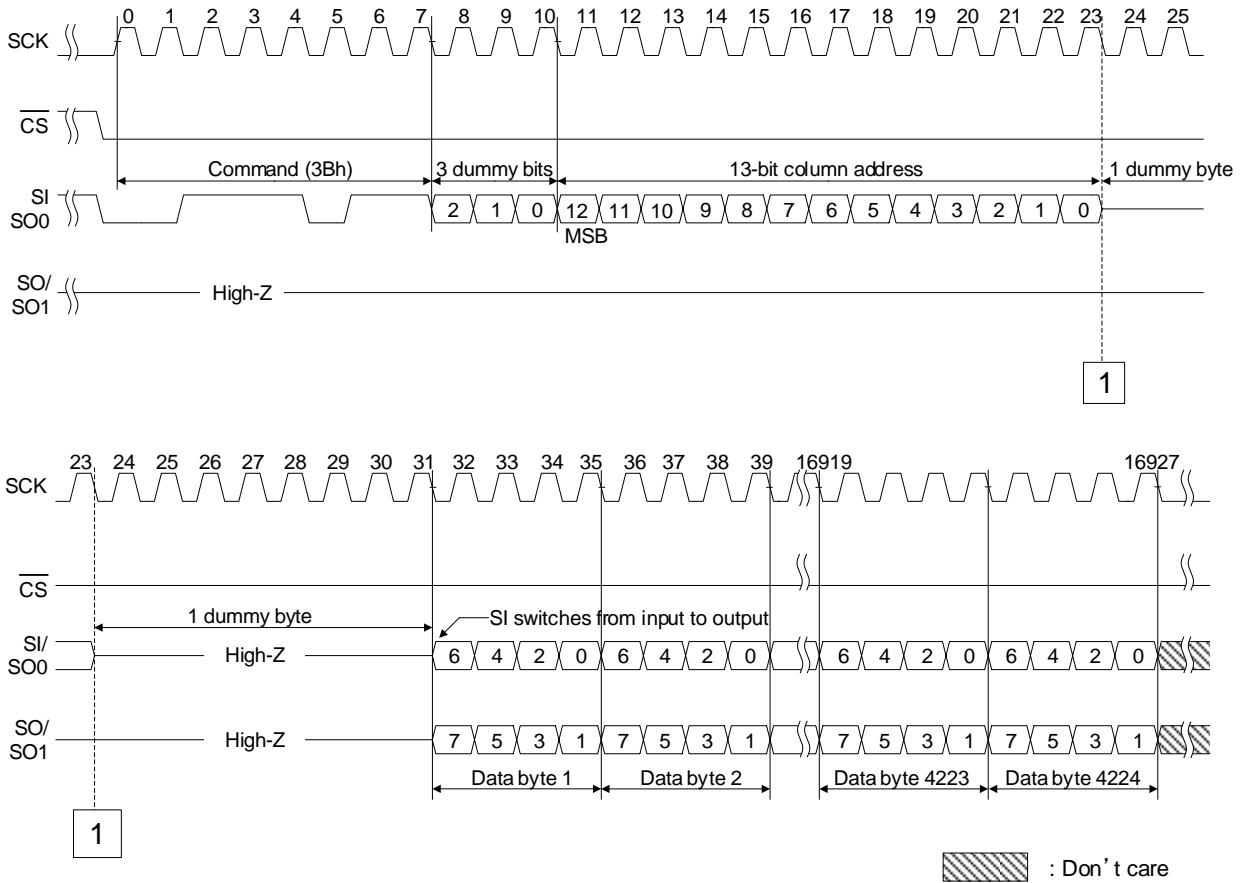 0 1 2 3 4 5 6 7 8 9 10 11 12 13 14 15 16 17 18 19 20 21 22 23 24 25
SCK
CS
Command (3Bh) 3 dummy bits 13-bit column address 1 dummy byte
SI
SO0
2 1 0 12 11 10 9 8 7 6 5 4 3 2 1 0
MSB
SO/
SO1
High-Z
1
23 24 25 26 27 28 29 30 31 32 33 34 35 36 37 38 39 16919 16927
SCK
CS
1 dummy byte
SI switches from input to output
SI/
SO0
High-Z 6 4 2 0 6 4 2 0 6 4 2 0 6 4 2 0
SO/
SO1
High-Z 7 5 3 1 7 5 3 1 7 5 3 1 7 5 3 1
Data byte 1 Data byte 2 Data byte 4223 Data byte 4224
1
: Don't care